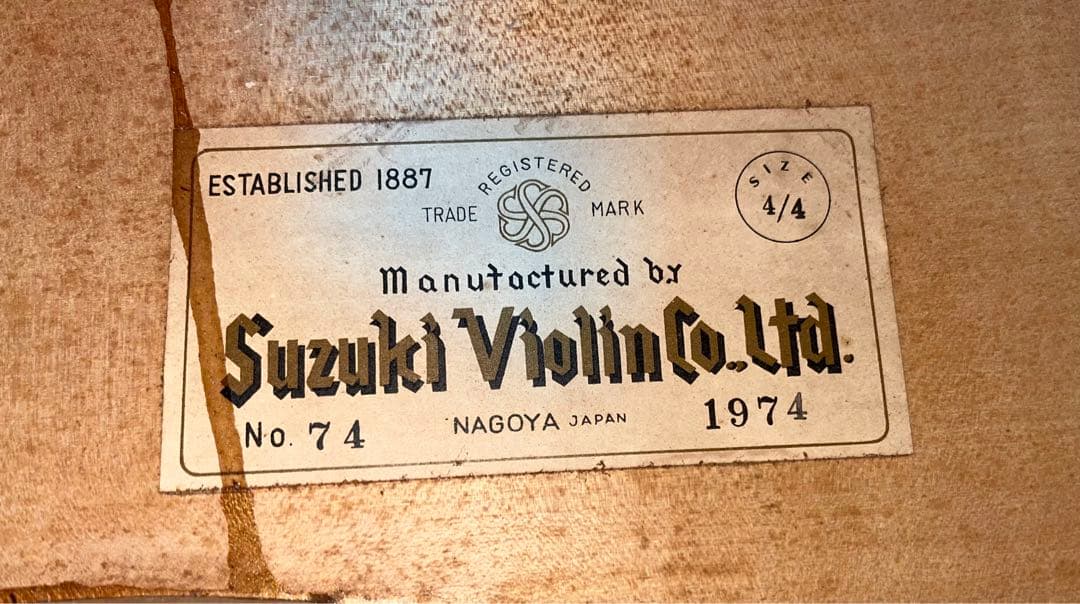 ESTABLISHED 1887
REGISTERED
TRADE MARK
SIZE
4/4
Manufactured by
Suzuki Violin Co., Ltd.
No. 74
NAGOYA JAPAN
1974